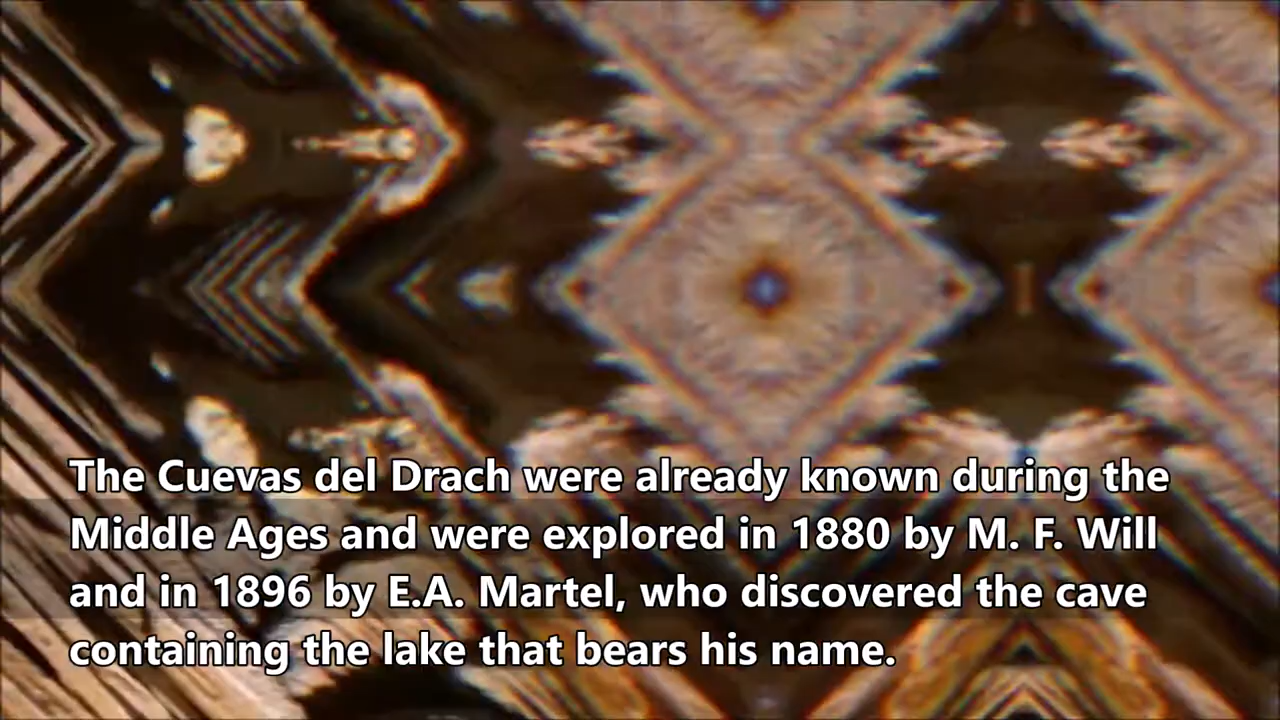 The Cuevas del Drach were already known during the
Middle Ages and were explored in 1880 by M. F. Will
and in 1896 by E.A. Martel, who discovered the cave
containing the lake that bears his name.